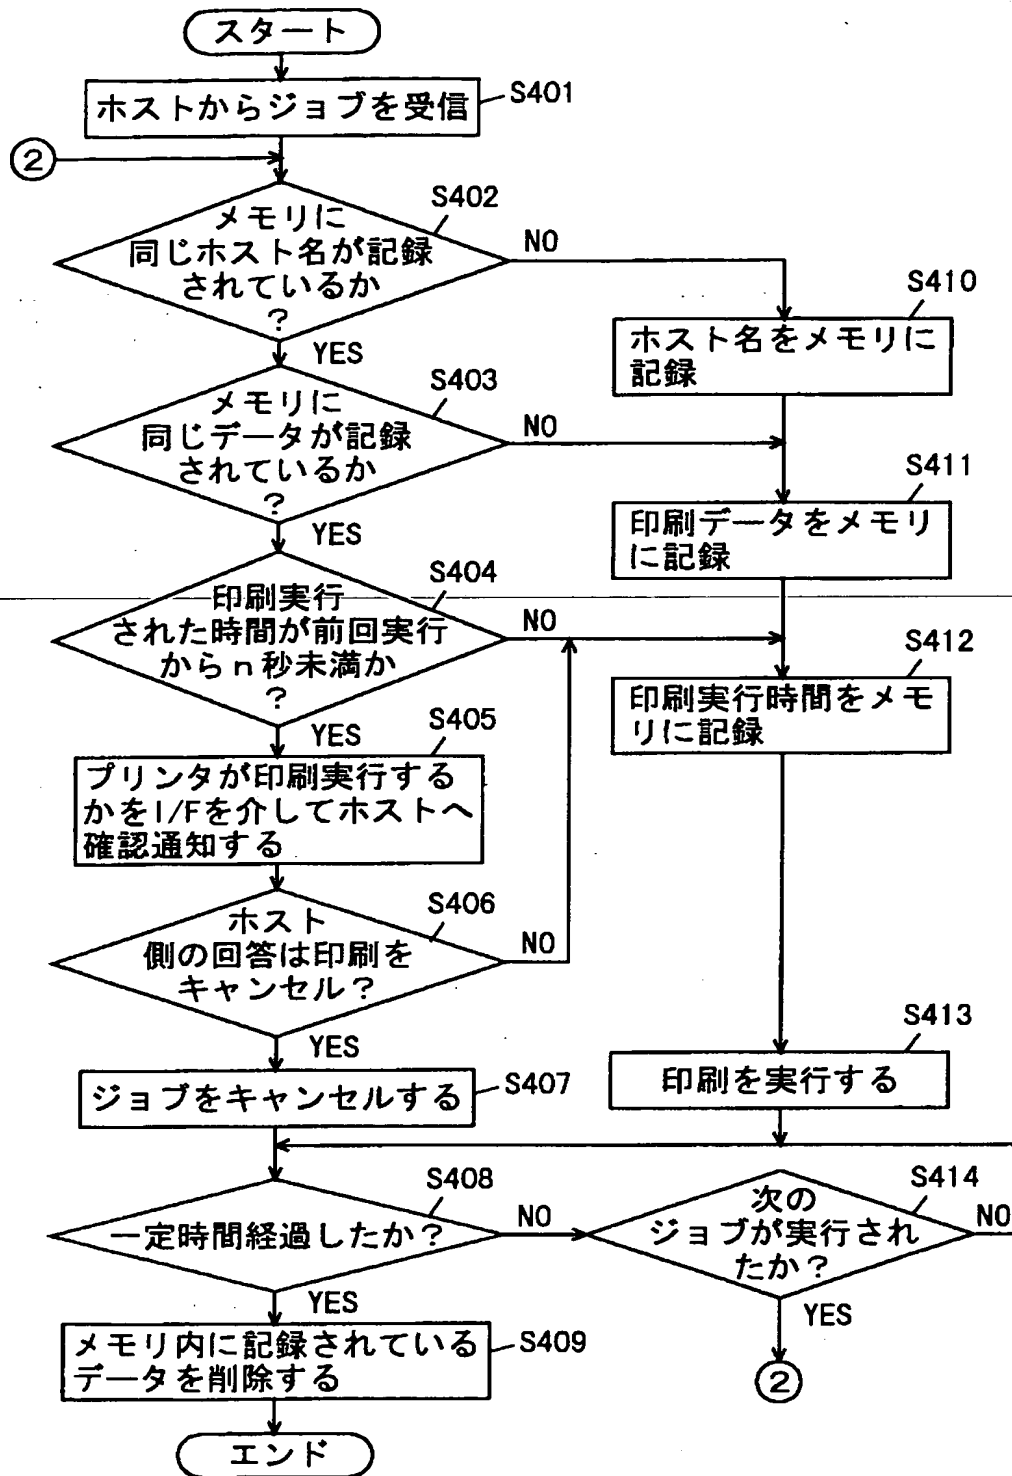 スタート
ホストからジョブを受信
S401
②
メモリに
同じホスト名が記録
されているか
?
S402
NO
YES
S410
ホスト名をメモリに
記録
メモリに
同じデータが記録
されているか
?
S403
NO
YES
S411
印刷データをメモリ
に記録
印刷実行
された時間が前回実行
からn秒未満か
?
S404
NO
YES
S412
印刷実行時間をメモ
リに記録
S405
プリンタが印刷実行する
かをI/Fを介してホストへ
確認通知する
ホスト
側の回答は印刷を
キャンセル?
S406
NO
YES
S413
印刷を実行する
ジョブをキャンセルする
S407
一定時間経過したか?
S408
NO
YES
次の
ジョブが実行され
たか?
S414
NO
YES
②
メモリ内に記録されている
データを削除する
S409
エンド